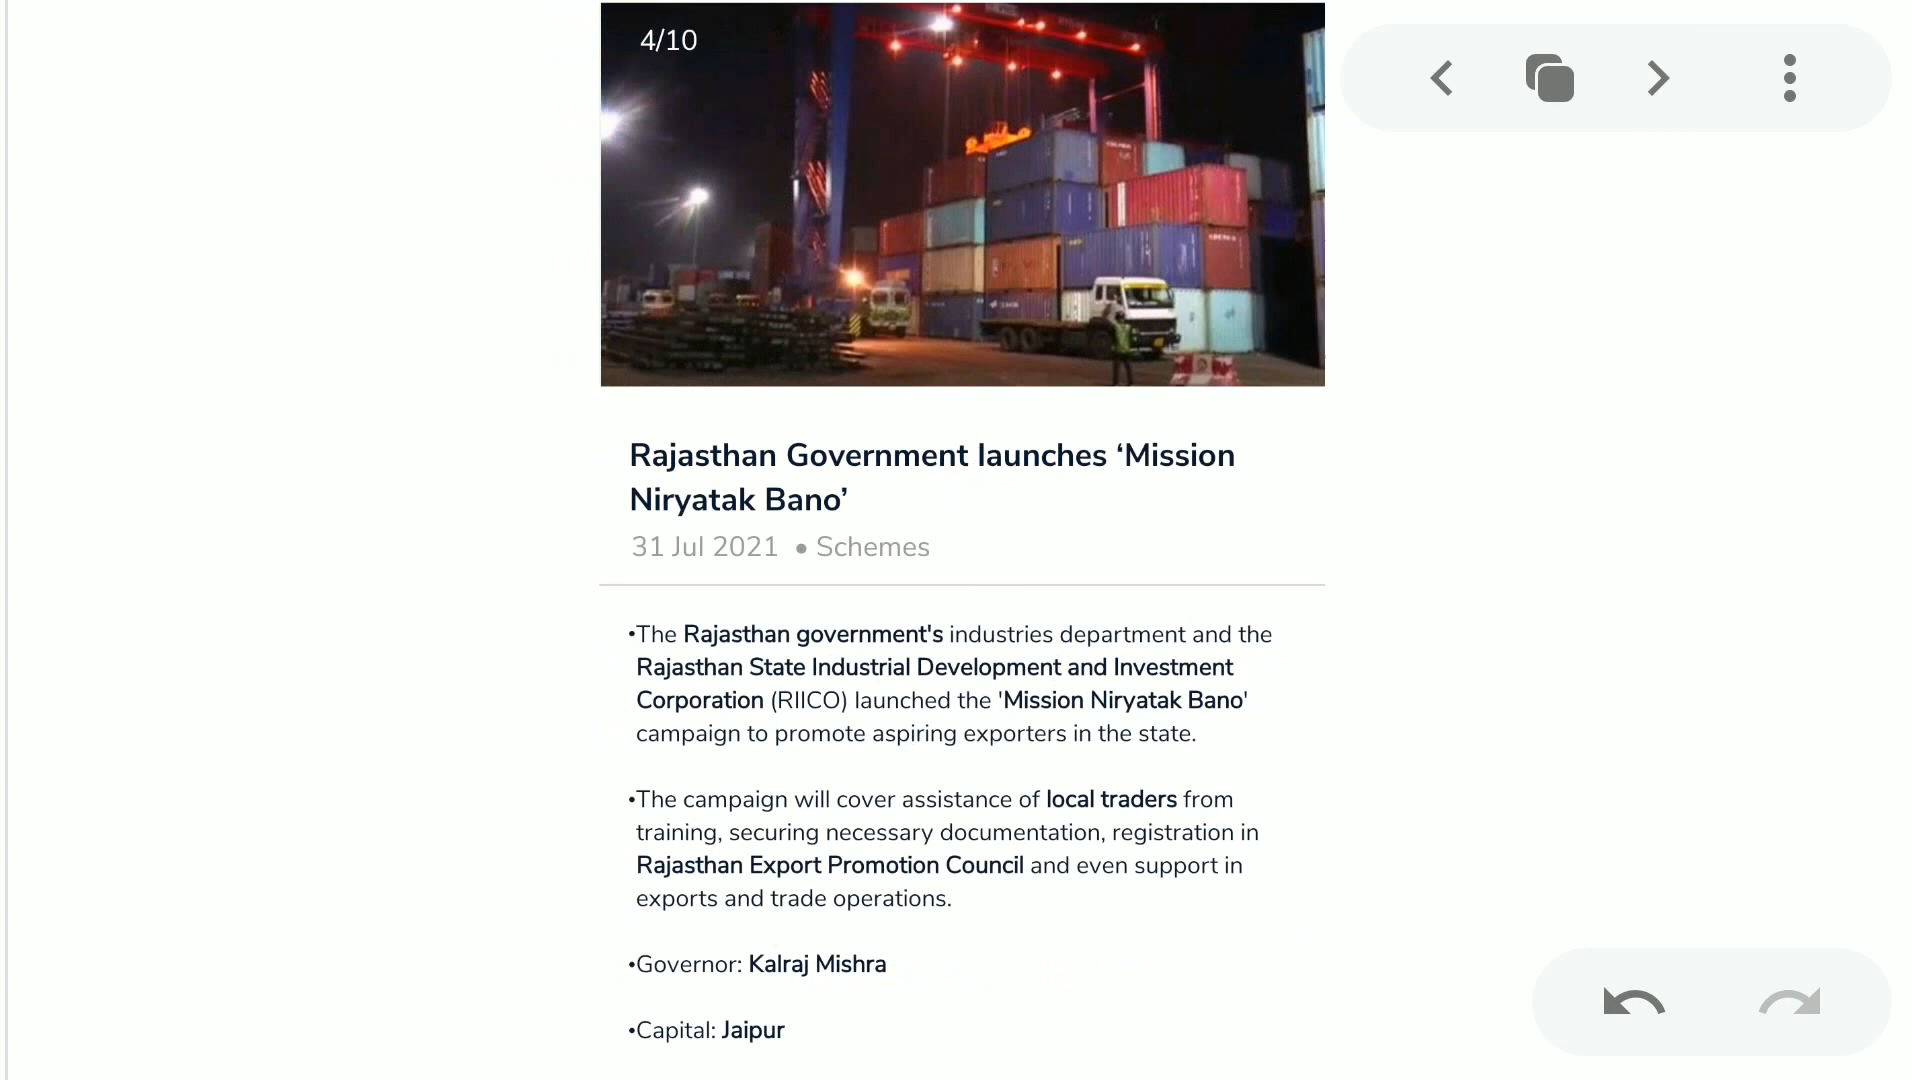 4/10
Rajasthan Government launches ‘Mission
Niryatak Bano’
31 Jul 2021 • Schemes
•The Rajasthan government's industries department and the
Rajasthan State Industrial Development and Investment
Corporation (RIICO) launched the 'Mission Niryatak Bano'
campaign to promote aspiring exporters in the state.
•The campaign will cover assistance of local traders from
training, securing necessary documentation, registration in
Rajasthan Export Promotion Council and even support in
exports and trade operations.
•Governor: Kalraj Mishra
•Capital: Jaipur